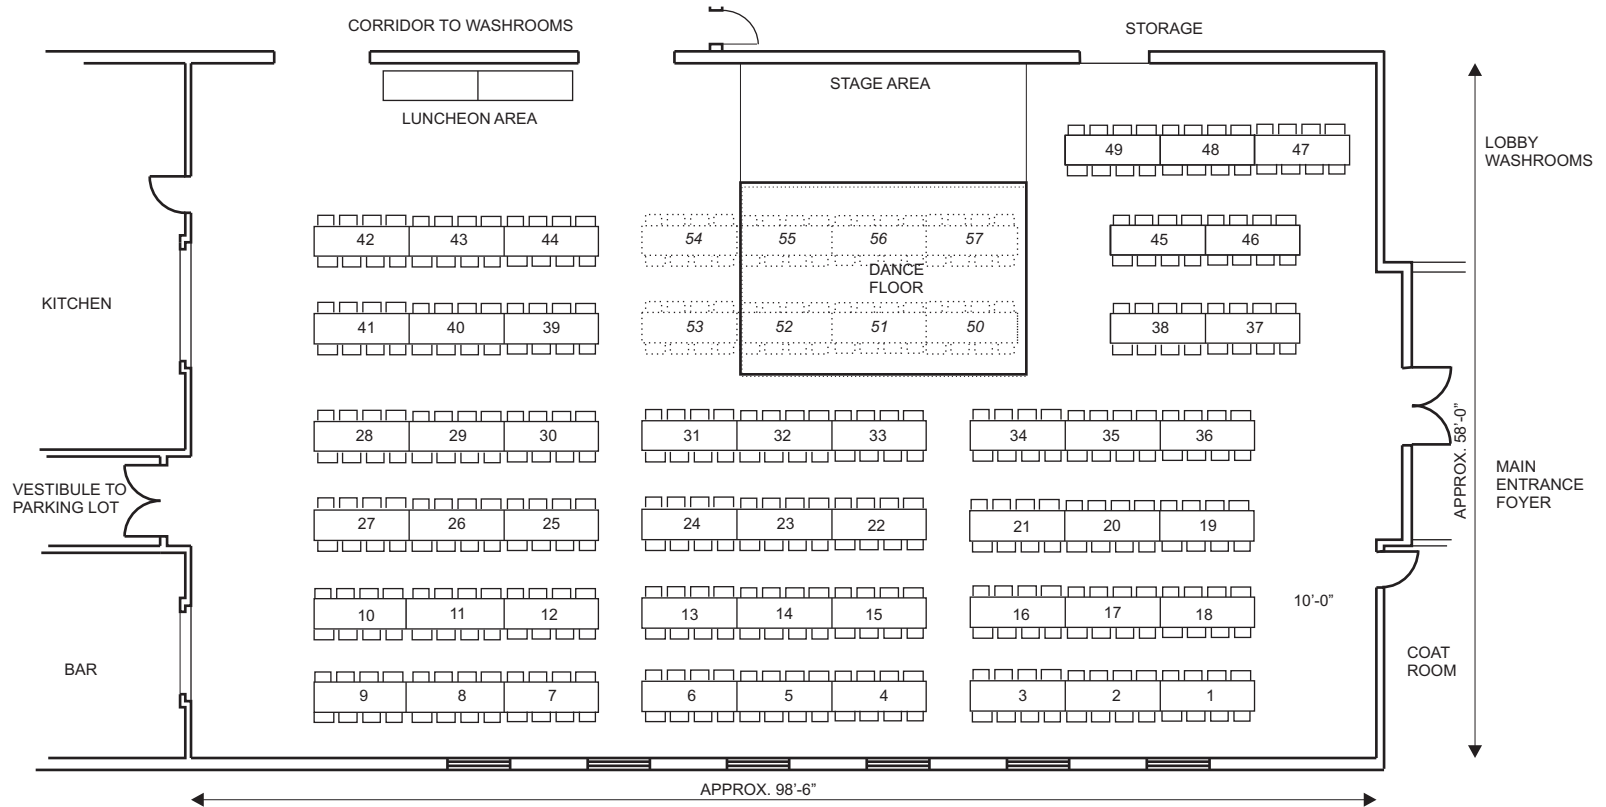 CORRIDOR TO WASHROOMS
STORAGE
STAGE AREA
LUNCHEON AREA
49 48 47
LOBBY
WASHROOMS
42 43 44 54 55 56 57 45 46
DANCE
FLOOR
KITCHEN
41 40 39 53 52 51 50 38 37
28 29 30 31 32 33 34 35 36
APPROX. 58'-0"
MAIN
ENTRANCE
FOYER
VESTIBULE TO
PARKING LOT
27 26 25 24 23 22 21 20 19
10 11 12 13 14 15 16 17 18
10’-0”
COAT
ROOM
BAR
9 8 7 6 5 4 3 2 1
APPROX. 98’-6”